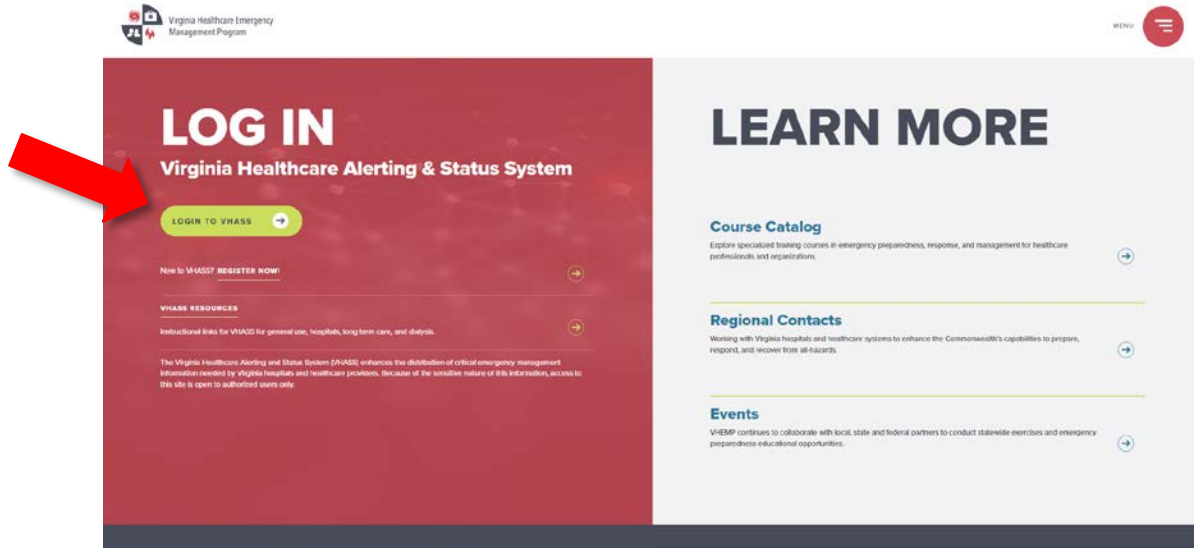 Virginia Healthcare Emergency
Management Program
MENU
LOG IN
Virginia Healthcare Alerting & Status System
LOGIN TO VHASS
New to VHASS? REGISTER NOW!
VHASS RESOURCES
Instructional links for VHASS for general use, hospitals, long term care, and dialysis.
The Virginia Healthcare Alerting and Status System (VHASS) enhances the distribution of critical emergency management
information needed by Virginia hospitals and healthcare providers. Because of the sensitive nature of this information, access to
this site is open to authorized users only.
LEARN MORE
Course Catalog
Explore specialized training courses in emergency preparedness, response, and management for healthcare
professionals and organizations.
Regional Contacts
Working with Virginia hospitals and healthcare systems to enhance the Commonwealth's capabilities to prepare,
respond, and recover from all-hazards.
Events
VHEMP continues to collaborate with local, state and federal partners to conduct statewide exercises and emergency
preparedness educational opportunities.